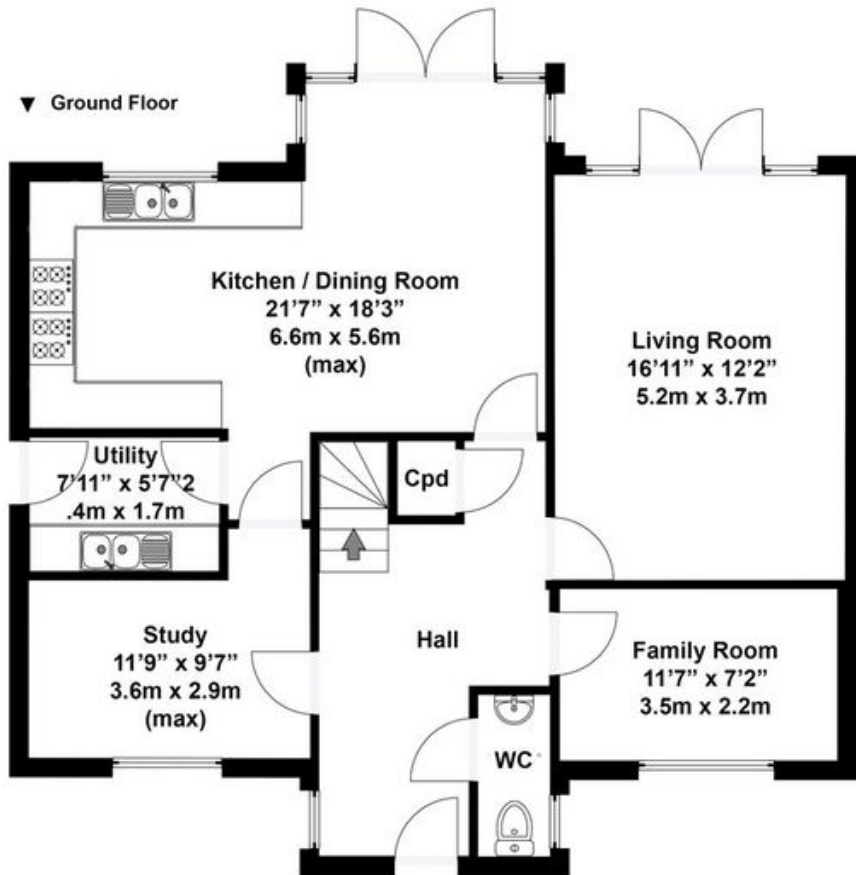 ▼ Ground Floor
Kitchen / Dining Room
21’7” x 18’3”
6.6m x 5.6m
(max)
Living Room
16’11” x 12’2”
5.2m x 3.7m
Utility
7’11” x 5’7”2
.4m x 1.7m
Cpd
Study
11’9” x 9’7”
3.6m x 2.9m
(max)
Hall
Family Room
11’7” x 7’2”
3.5m x 2.2m
WC